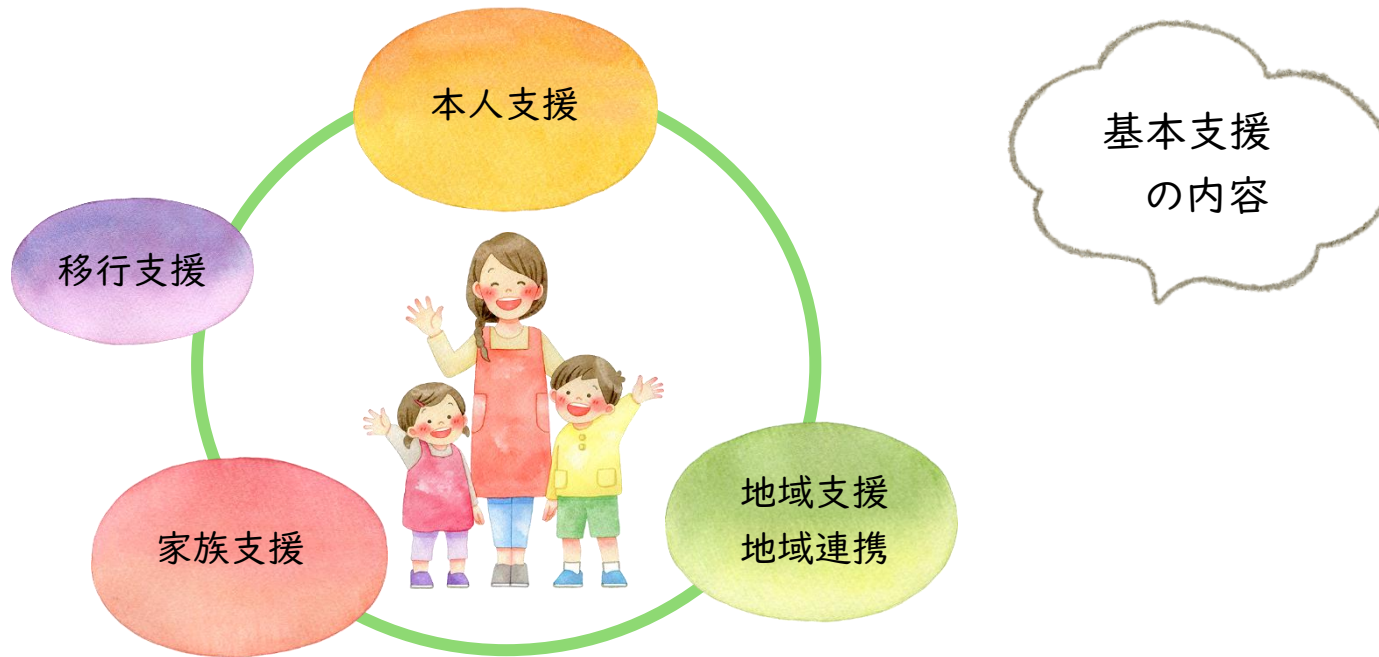 本人支援
基本支援
の内容
移行支援
地域支援
地域連携
家族支援